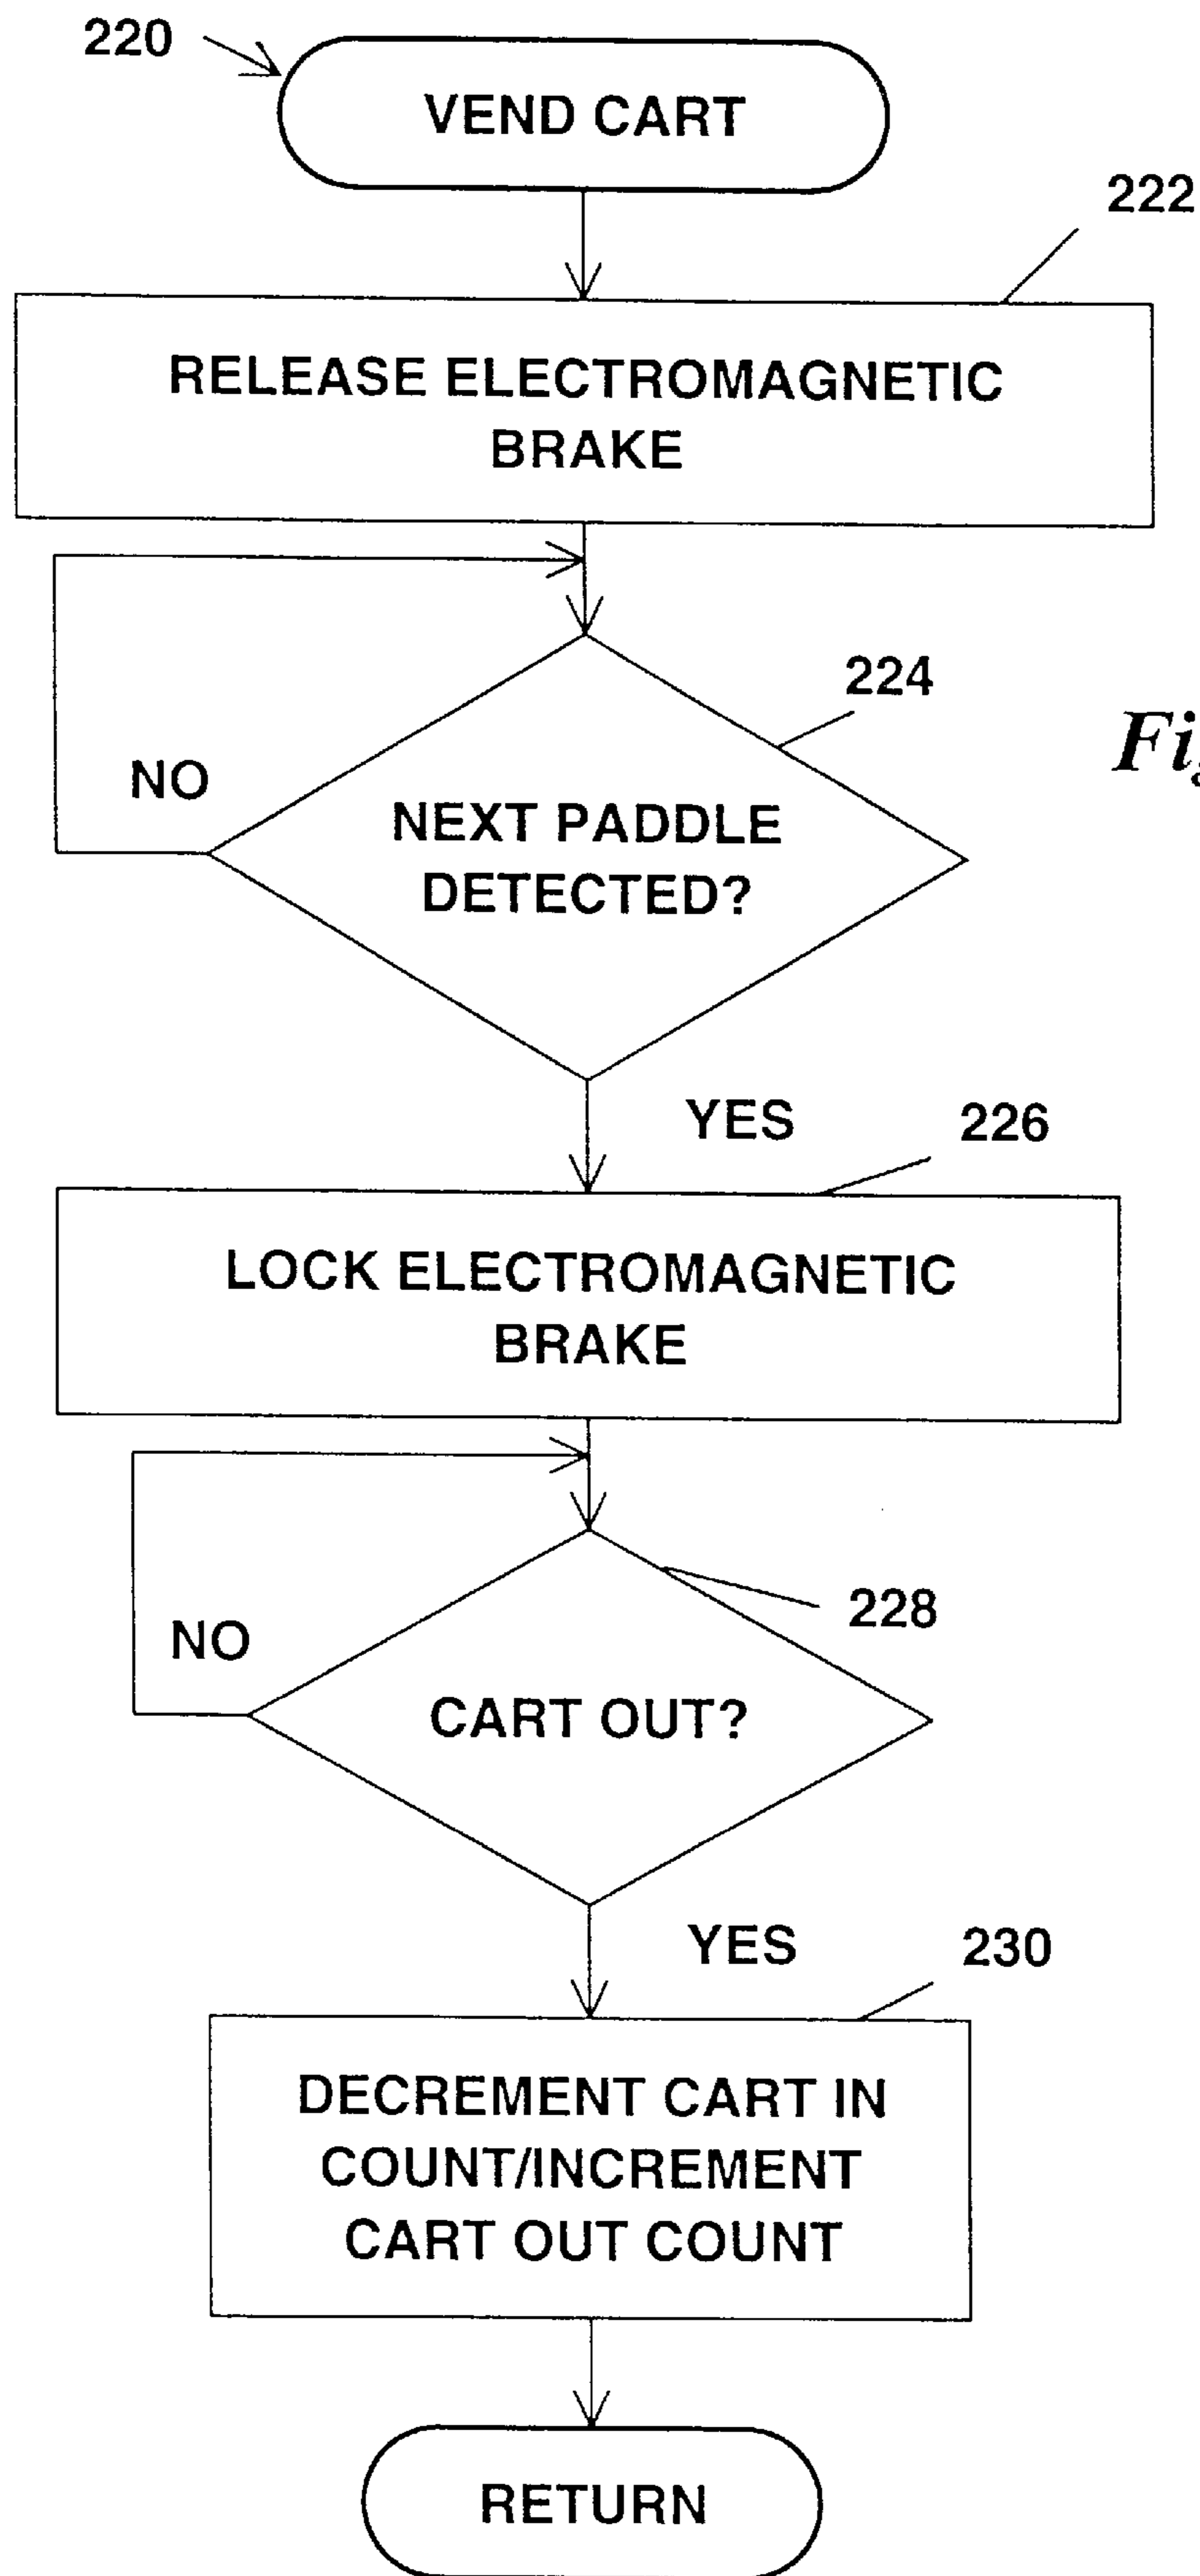 220
VEND CART
222
RELEASE ELECTROMAGNETIC
BRAKE
224
Fi
NO
NEXT PADDLE
DETECTED?
YES
226
LOCK ELECTROMAGNETIC
BRAKE
228
NO
CART OUT?
YES
230
DECREMENT CART IN
COUNT/INCREMENT
CART OUT COUNT
RETURN